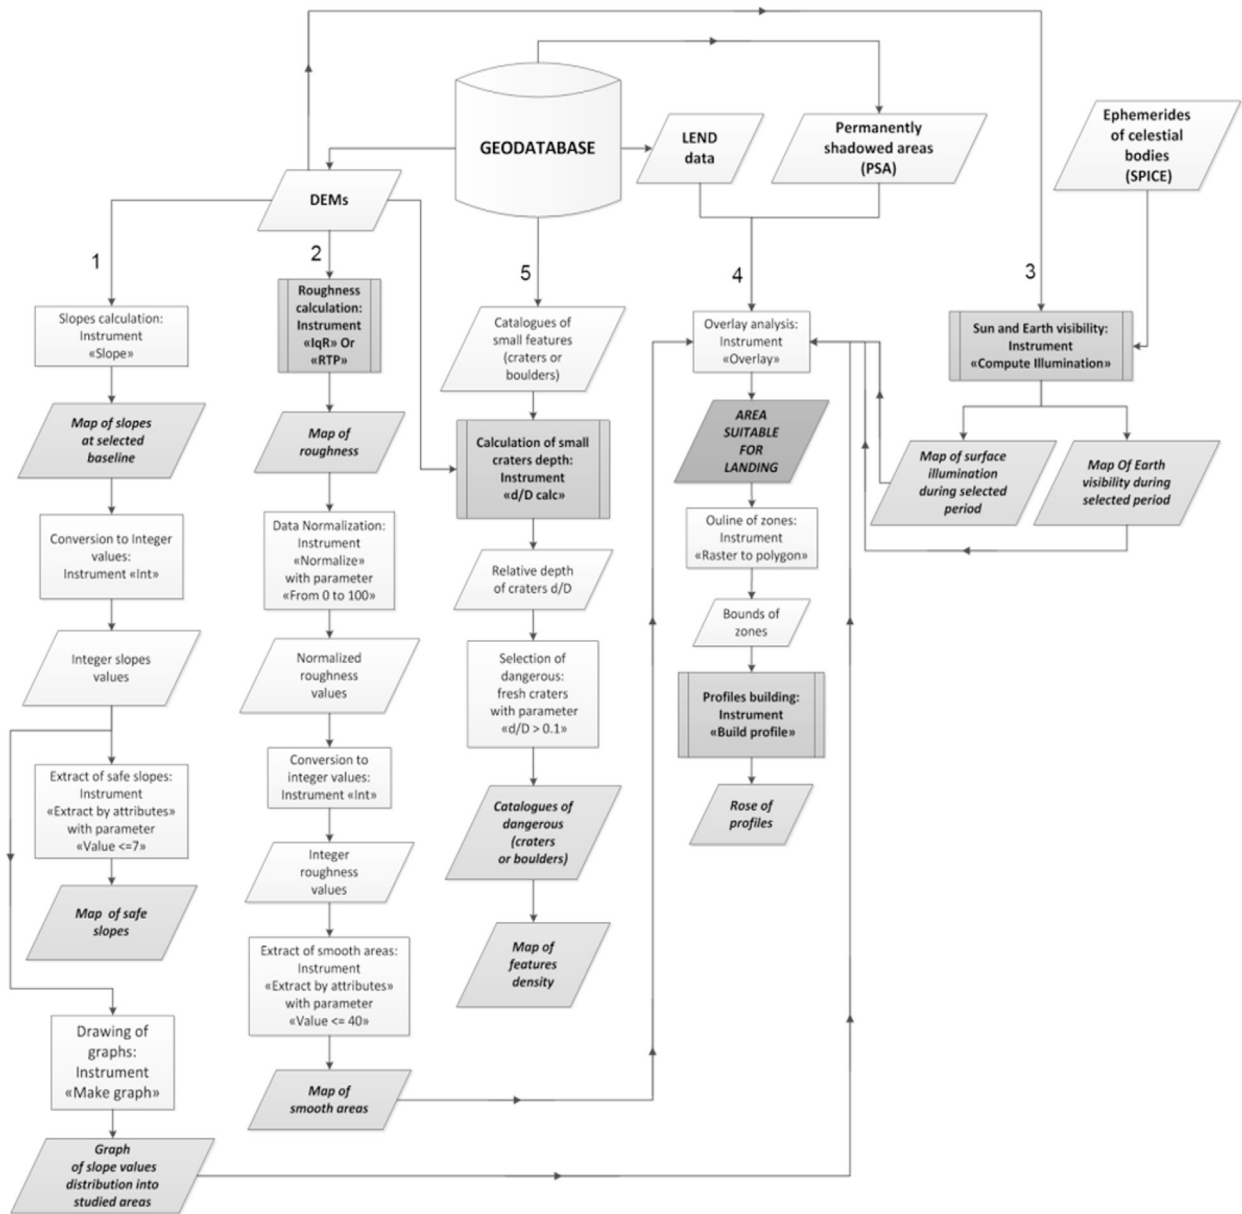 GEODATABASE
LEND
data
Permanently
shadowed areas
(PSA)
Ephemerides
of celestial
bodies
(SPICE)
DEMs
1
2
5
4
3
Slopes calculation:
Instrument
«Slope»
Map of slopes
at selected
baseline
Conversion to Integer
values:
Instrument «Int»
Integer slopes
values
Extract of safe slopes:
Instrument
«Extract by attributes»
with parameter
«Value <=7»
Map of safe
slopes
Drawing of
graphs:
Instrument
«Make graph»
Graph
of slope values
distribution into
studied areas
Roughness
calculation:
Instrument
«IqR» Or
«RTP»
Map of
roughness
Data Normalization:
Instrument
«Normalize»
with parameter
«From 0 to 100»
Normalized
roughness
values
Conversion to
integer values:
Instrument «Int»
Integer
roughness
values
Extract of smooth areas:
Instrument
«Extract by attributes»
with parameter
«Value <= 40»
Map of
smooth areas
Catalogues of
small features
(craters or
boulders)
Calculation of small
craters depth:
Instrument
«d/D calc»
Relative depth
of craters d/D
Selection of
dangerous:
fresh craters
with parameter
«d/D > 0.1»
Catalogues of
dangerous
(craters
or boulders)
Map of
features
density
Overlay analysis:
Instrument
«Overlay»
AREA
SUITABLE
FOR
LANDING
Ouline of zones:
Instrument
«Raster to polygon»
Bounds of
zones
Profiles building:
Instrument
«Build profile»
Rose of
profiles
Sun and Earth visibility:
Instrument
«Compute Illumination»
Map of surface
illumination
during selected
period
Map Of Earth
visibility during
selected period